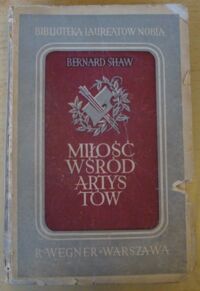 BIBLIOTEKA LAUREATÓW NOBLA
BERNARD SHAW
MIŁOŚĆ
WŚRÓD
ARTYS
TÓW
R. WEGNER - WARSZAWA